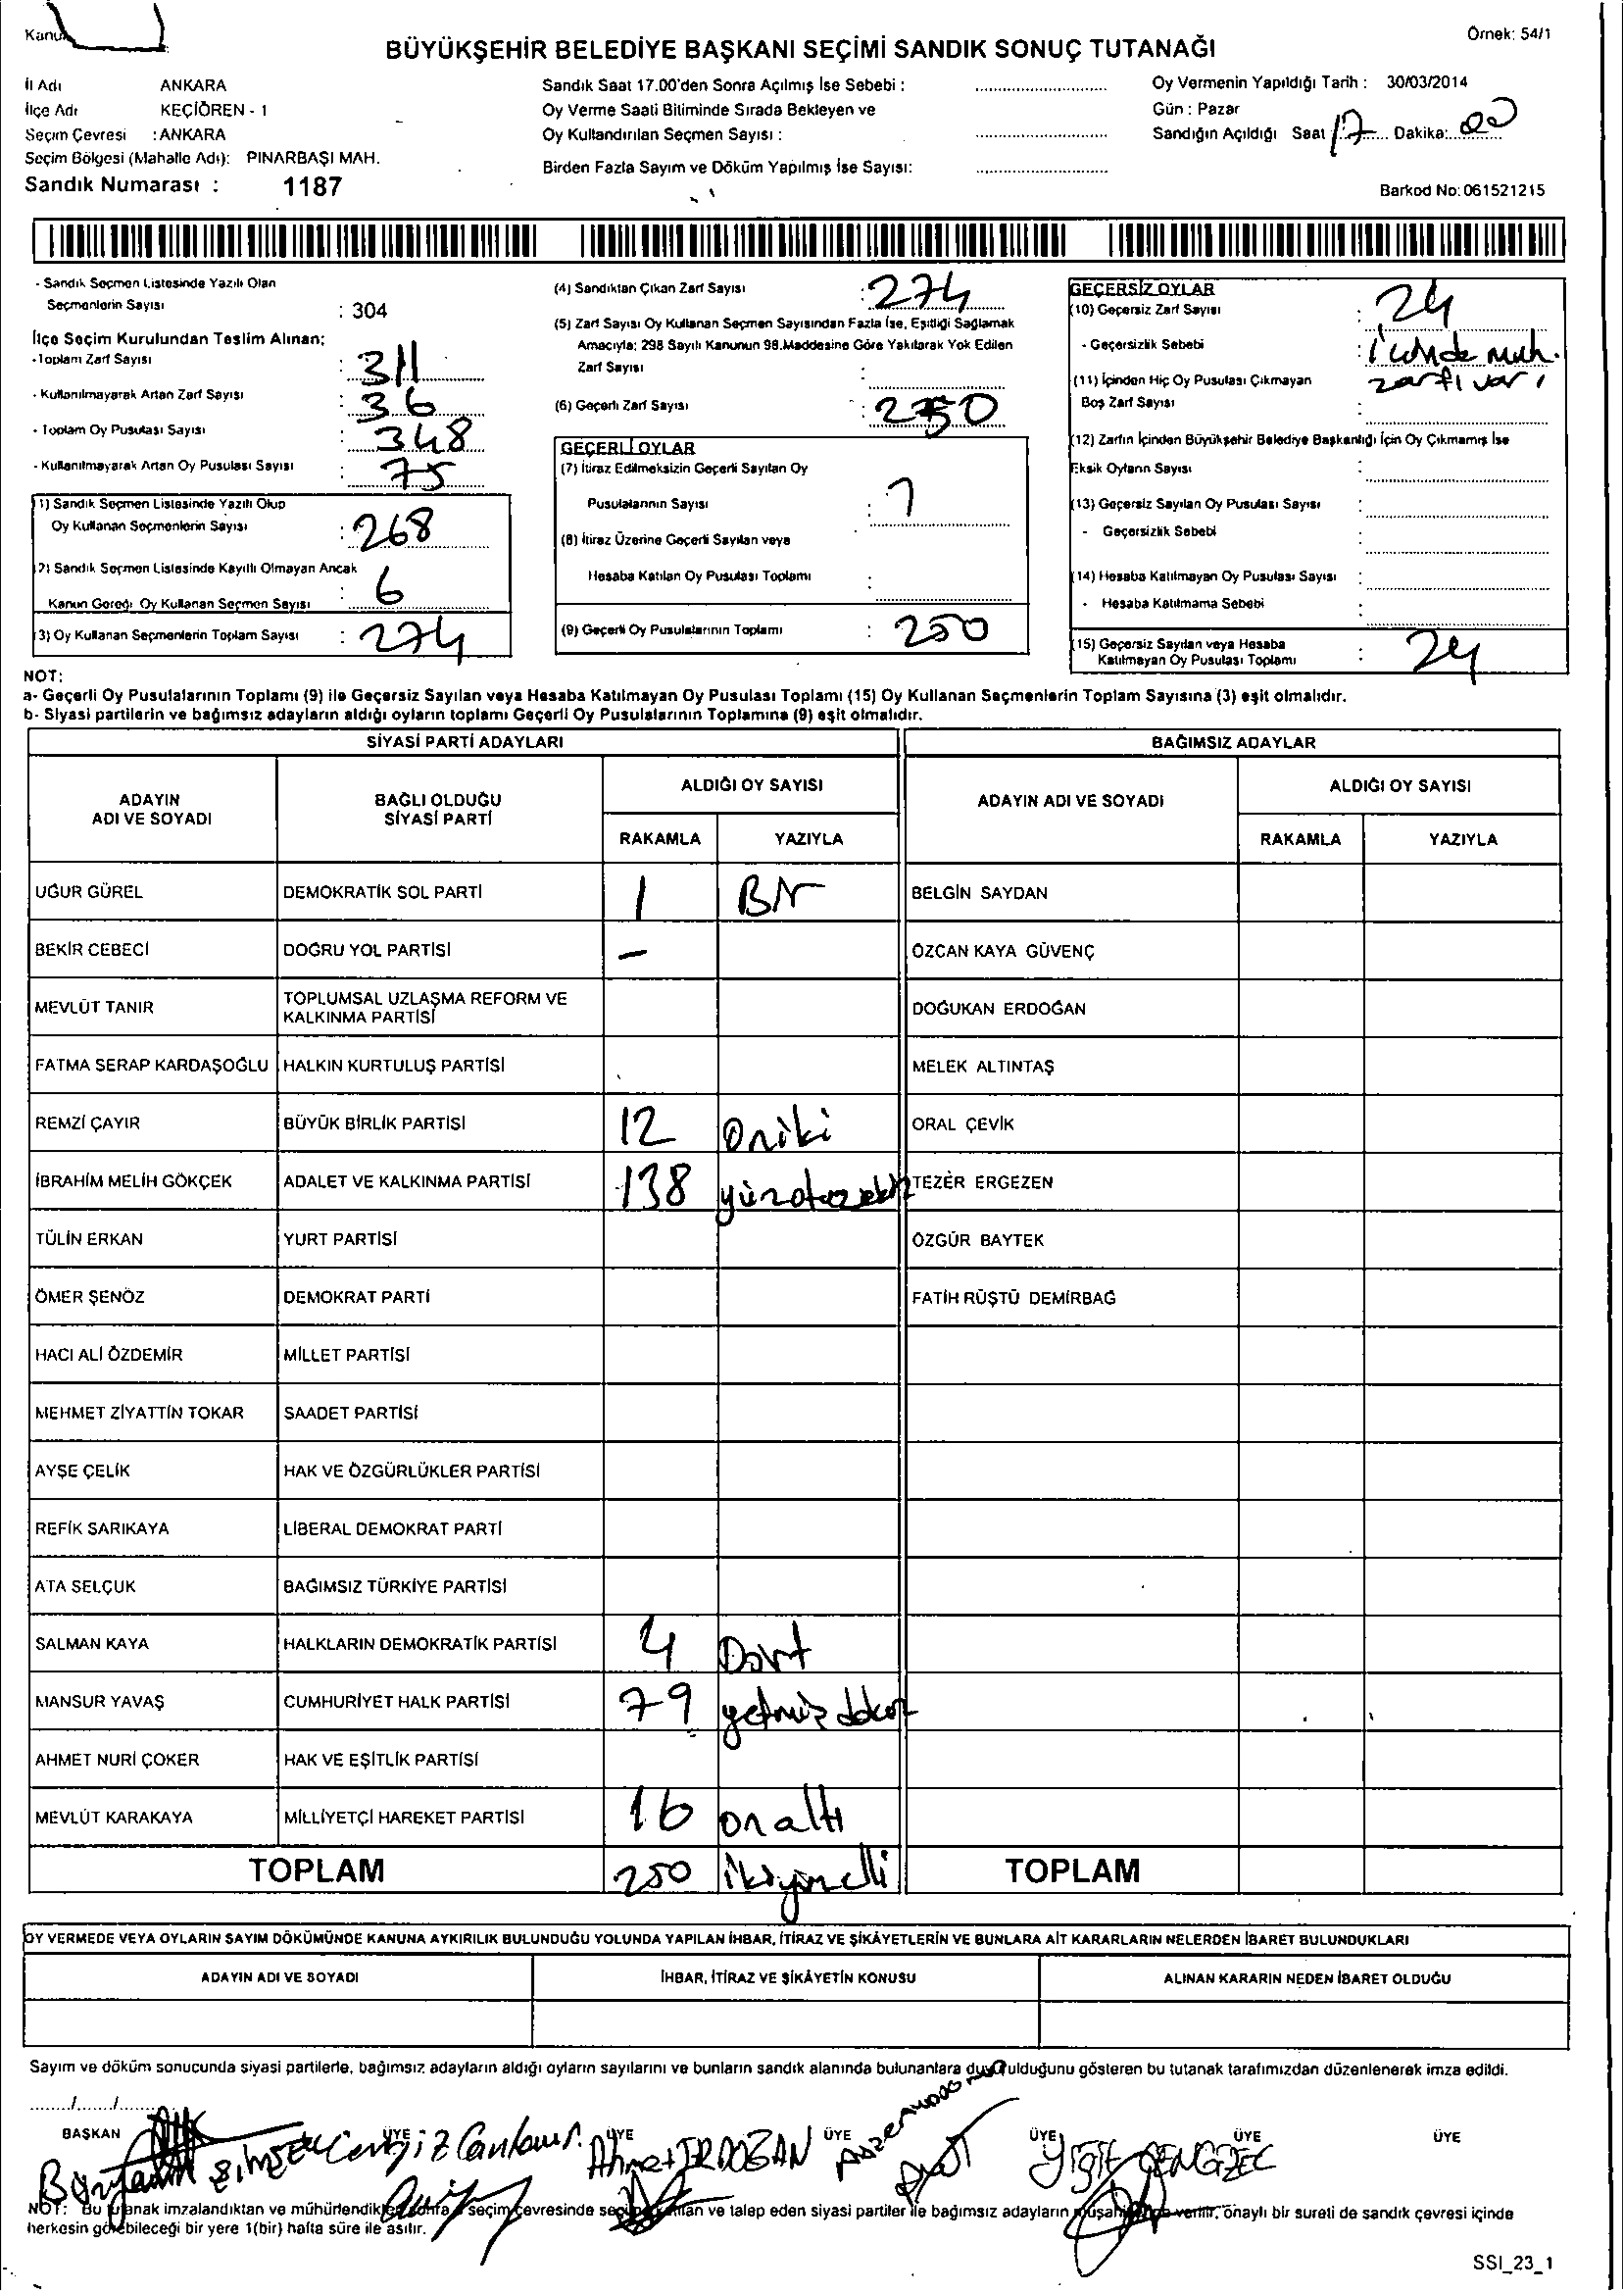 Kanu
Örnek: 54/1
BÜYÜKŞEHİR BELEDİYE BAŞKANI SEÇİMİ SANDIK SONUÇ TUTANAĞI
İl Adı ANKARA
İlçe Adı KEÇİÖREN - 1
Seçim Çevresi : ANKARA
Seçim Bölgesi (Mahalle Adı): PINARBAŞI MAH.
Sandık Numarası : 1187
Sandık Saat 17.00'den Sonra Açılmış İse Sebebi :
Oy Verme Saati Bitiminde Sırada Bekleyen ve
Oy Kullandırılan Seçmen Sayısı :
Birden Fazla Sayım ve Döküm Yapılmış İse Sayısı:
Oy Vermenin Yapıldığı Tarih : 30/03/2014
Gün : Pazar
Sandığın Açıldığı Saat 17 Dakika: 00
Barkod No: 061521215
- Sandık Seçmen Listesinde Yazılı Olan
Seçmenlerin Sayısı : 304
İlçe Seçim Kurulundan Teslim Alınan;
- Toplam Zarf Sayısı : 311
- Kullanılmayarak Artan Zarf Sayısı : 36
- Toplam Oy Pusulası Sayısı : 348
- Kullanılmayarak Artan Oy Pusulası Sayısı : 75
(1) Sandık Seçmen Listesinde Yazılı Olup
Oy Kullanan Seçmenlerin Sayısı : 268
(2) Sandık Seçmen Listesinde Kayıtlı Olmayan Ancak
Kanun Gereği Oy Kullanan Seçmen Sayısı : 6
(3) Oy Kullanan Seçmenlerin Toplam Sayısı : 274
(4) Sandıktan Çıkan Zarf Sayısı : 274
(5) Zarf Sayısı Oy Kullanan Seçmen Sayısından Fazla İse, Eşitliği Sağlamak
Amacıyla; 298 Sayılı Kanunun 98.Maddesine Göre Yakılarak Yok Edilen
Zarf Sayısı :
(6) Geçerli Zarf Sayısı : 250
GEÇERLİ OYLAR
(7) İtiraz Edilmeksizin Geçerli Sayılan Oy
Pusulalarının Sayısı :
(8) İtiraz Üzerine Geçerli Sayılan veya
Hesaba Katılan Oy Pusulası Toplamı :
(9) Geçerli Oy Pusulalarının Toplamı : 250
GEÇERSİZ OYLAR
(10) Geçersiz Zarf Sayısı : 24
- Geçersizlik Sebebi : içinde muh.
zarfı var
(11) İçinden Hiç Oy Pusulası Çıkmayan
Boş Zarf Sayısı :
(12) Zarfın İçinden Büyükşehir Belediye Başkanlığı İçin Oy Çıkmamış İse
Eksik Oyların Sayısı :
(13) Geçersiz Sayılan Oy Pusulası Sayısı :
- Geçersizlik Sebebi :
(14) Hesaba Katılmayan Oy Pusulası Sayısı :
- Hesaba Katılmama Sebebi :
(15) Geçersiz Sayılan veya Hesaba
Katılmayan Oy Pusulası Toplamı : 24
NOT:
a- Geçerli Oy Pusulalarının Toplamı (9) ile Geçersiz Sayılan veya Hesaba Katılmayan Oy Pusulası Toplamı (15) Oy Kullanan Seçmenlerin Toplam Sayısına (3) eşit olmalıdır.
b- Siyasi partilerin ve bağımsız adayların aldığı oyların toplamı Geçerli Oy Pusulalarının Toplamına (9) eşit olmalıdır.
SİYASİ PARTİ ADAYLARI BAĞIMSIZ ADAYLAR
ADAYIN ADI VE SOYADI BAĞLI OLDUĞU SİYASİ PARTİ ALDIĞI OY SAYISI ADAYIN ADI VE SOYADI ALDIĞI OY SAYISI
RAKAMLA YAZIYLA RAKAMLA YAZIYLA
UĞUR GÜREL DEMOKRATİK SOL PARTİ 1 Bir BELGİN SAYDAN
BEKİR CEBECİ DOĞRU YOL PARTİSİ — ÖZCAN KAYA GÜVENÇ
MEVLÜT TANIR TOPLUMSAL UZLAŞMA REFORM VE KALKINMA PARTİSİ DOĞUKAN ERDOĞAN
FATMA SERAP KARDAŞOĞLU HALKIN KURTULUŞ PARTİSİ MELEK ALTINTAŞ
REMZİ ÇAYIR BÜYÜK BİRLİK PARTİSİ 12 Oniki ORAL ÇEVİK
İBRAHİM MELİH GÖKÇEK ADALET VE KALKINMA PARTİSİ 138 yüzotuzsekiz TEZER ERGEZEN
TÜLİN ERKAN YURT PARTİSİ ÖZGÜR BAYTEK
ÖMER ŞENÖZ DEMOKRAT PARTİ FATİH RÜŞTÜ DEMİRBAĞ
HACI ALİ ÖZDEMİR MİLLET PARTİSİ
MEHMET ZİYATTİN TOKAR SAADET PARTİSİ
AYŞE ÇELİK HAK VE ÖZGÜRLÜKLER PARTİSİ
REFİK SARIKAYA LİBERAL DEMOKRAT PARTİ
ATA SELÇUK BAĞIMSIZ TÜRKİYE PARTİSİ
SALMAN KAYA HALKLARIN DEMOKRATİK PARTİSİ 4 Dört
MANSUR YAVAŞ CUMHURİYET HALK PARTİSİ 79 yetmiş dokuz
AHMET NURİ ÇOKER HAK VE EŞİTLİK PARTİSİ
MEVLÜT KARAKAYA MİLLİYETÇİ HAREKET PARTİSİ 16 onaltı
TOPLAM 250 ikiyüzelli TOPLAM
OY VERMEDE VEYA OYLARIN SAYIM DÖKÜMÜNDE KANUNA AYKIRILIK BULUNDUĞU YOLUNDA YAPILAN İHBAR, İTİRAZ VE ŞİKÂYETLERİN VE BUNLARA AİT KARARLARIN NELERDEN İBARET BULUNDUKLARI
ADAYIN ADI VE SOYADI İHBAR, İTİRAZ VE ŞİKÂYETİN KONUSU ALINAN KARARIN NEDEN İBARET OLDUĞU
Sayım ve döküm sonucunda siyasi partilerle, bağımsız adayların aldığı oyların sayılarını ve bunların sandık alanında bulunanlara duyurulduğunu gösteren bu tutanak tarafımızdan düzenlenerek imza edildi.
....../....../......
BAŞKAN ÜYE ÜYE ÜYE ÜYE ÜYE ÜYE
Ahmet ERDOĞAN Yiğit
NOT: Bu tutanak imzalandıktan ve mühürlendikten sonra seçim çevresinde seçime katılan ve talep eden siyasi partiler ile bağımsız adayların müşahitlerine verilir, onaylı bir sureti de sandık çevresi içinde
herkesin görebileceği bir yere 1(bir) hafta süre ile asılır.
SSI_23_1